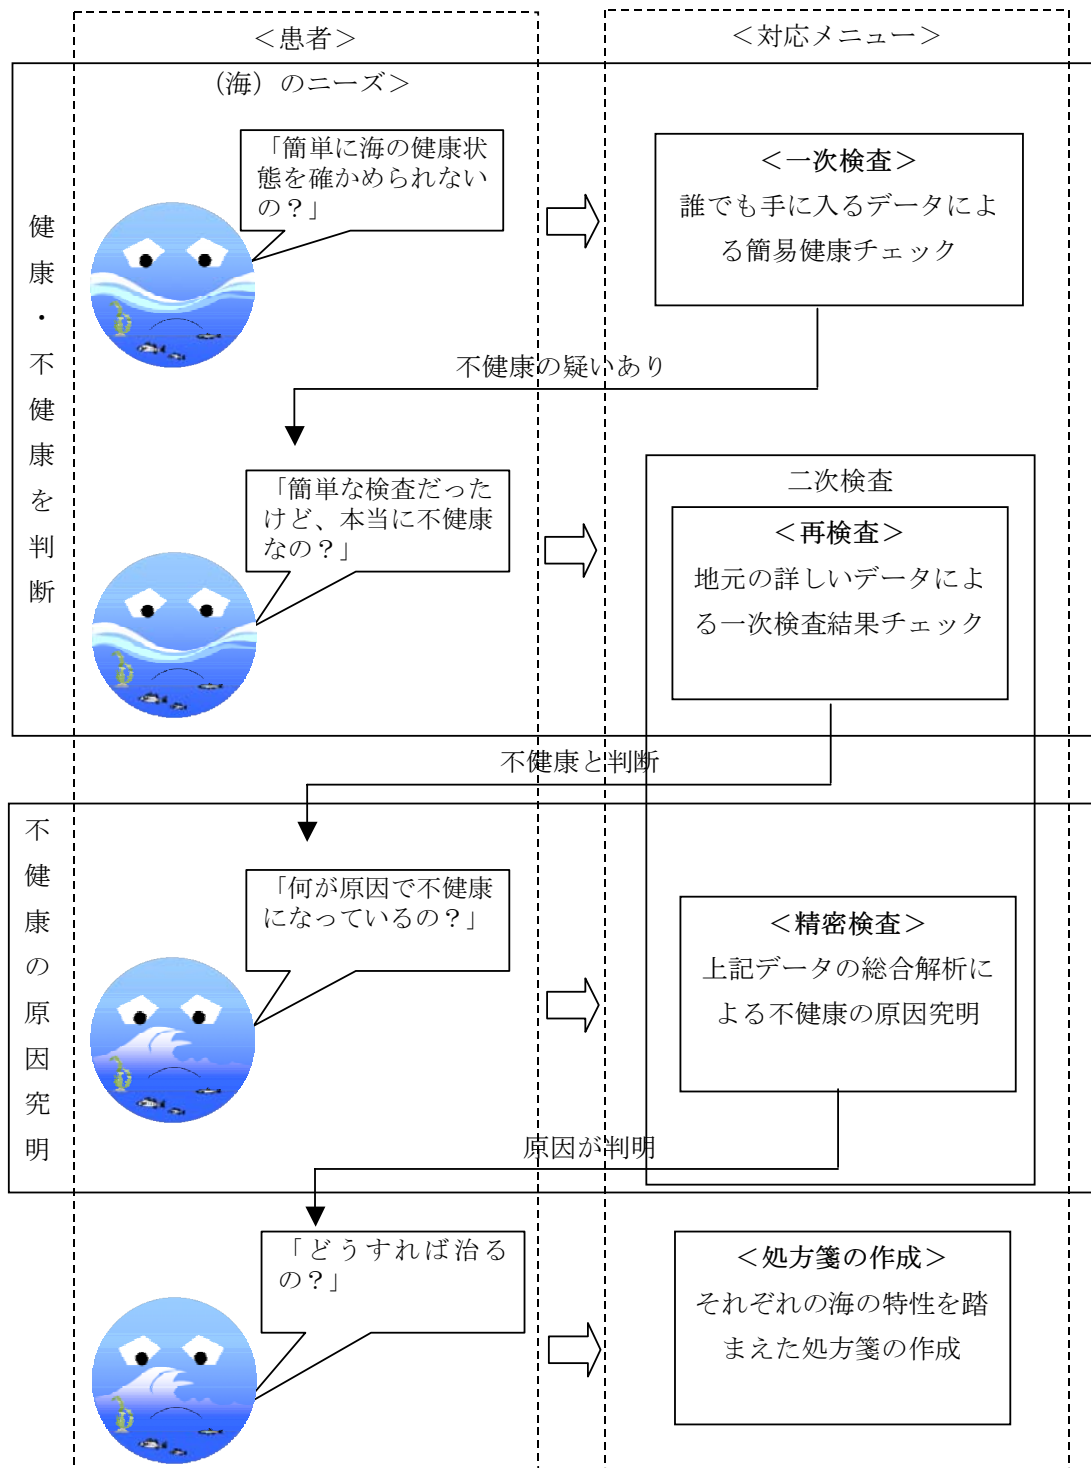 ＜患者＞
（海）のニーズ＞
＜対応メニュー＞
健康・不健康を判断
「簡単に海の健康状
態を確かめられない
の？」
＜一次検査＞
誰でも手に入るデータによ
る簡易健康チェック
不健康の疑いあり
「簡単な検査だった
けど、本当に不健康
なの？」
二次検査
＜再検査＞
地元の詳しいデータによ
る一次検査結果チェック
不健康と判断
不健康の原因究明
「何が原因で不健康
になっているの？」
＜精密検査＞
上記データの総合解析に
よる不健康の原因究明
原因が判明
「どうすれば治る
の？」
＜処方箋の作成＞
それぞれの海の特性を踏
まえた処方箋の作成